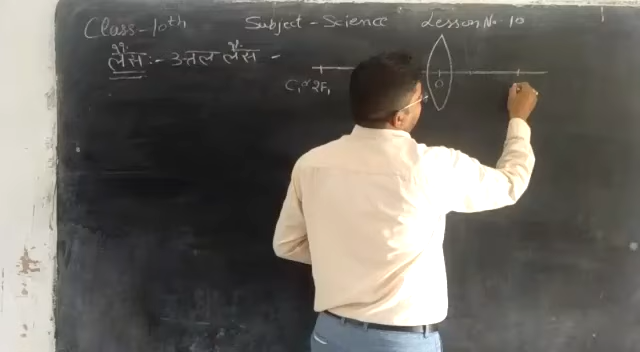 Class-10th Subject-Science Lesson No. 10
लेंस :- उत्तल लेंस -
O
C₁ or 2F₁